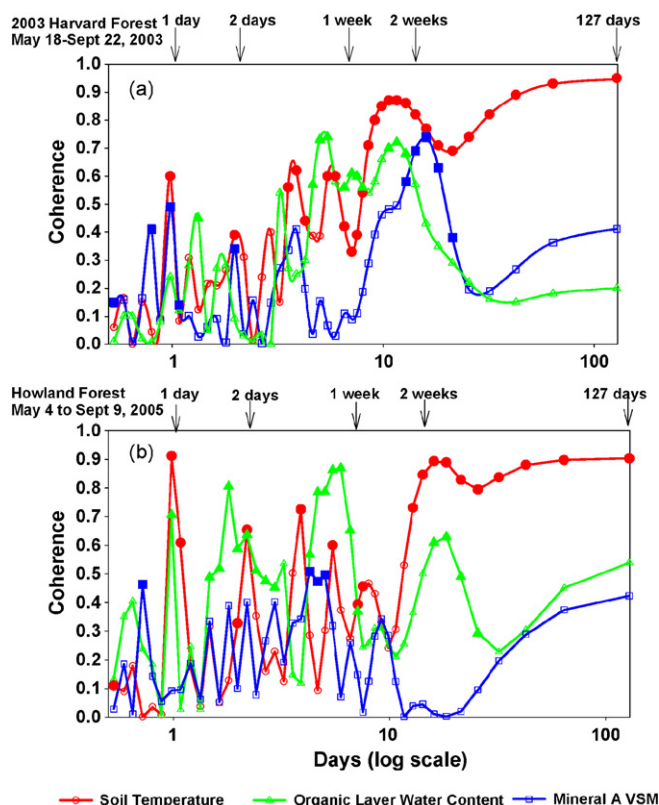 2003 Harvard Forest
May 18-Sept 22, 2003
1 day 2 days 1 week 2 weeks 127 days
(a)
1.0
0.9
0.8
0.7
0.6
0.5
0.4
0.3
0.2
0.1
0.0
Coherence
1 10 100
Howland Forest
May 4 to Sept 9, 2005
1 day 2 days 1 week 2 weeks 127 days
(b)
1.0
0.9
0.8
0.7
0.6
0.5
0.4
0.3
0.2
0.1
0.0
Coherence
1 10 100
Days (log scale)
Soil Temperature Organic Layer Water Content Mineral A VSM